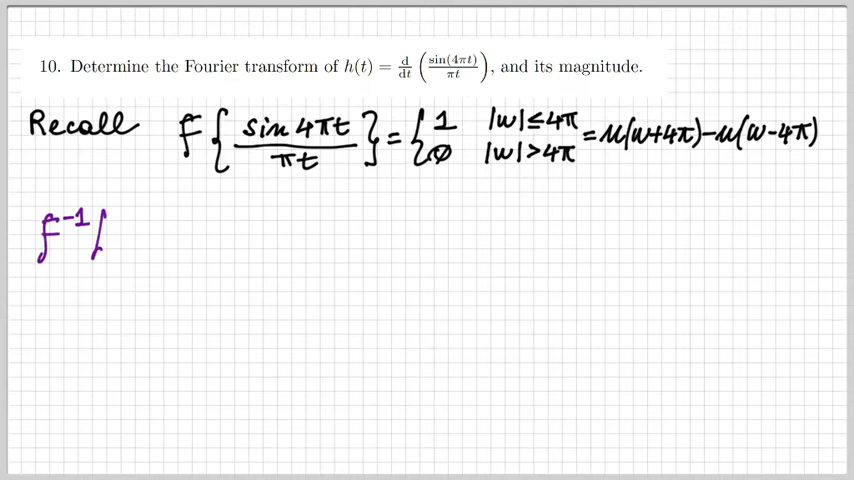 10. Determine the Fourier transform of h(t) = d/dt (sin(4πt)/πt), and its magnitude.
Recall F{sin 4πt/πt} = {1 |w|≤4π 0 |w|>4π = u(w+4π)-u(w-4π)
F⁻¹{